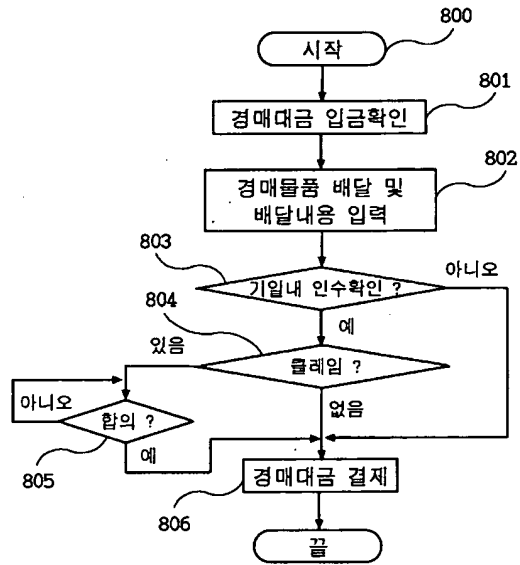 800
시작
801
경매대금 입금확인
802
경매물품 배달 및
배달내용 입력
803
기일내 인수확인 ?
아니오
804
예
있음
클레임 ?
아니오
합의 ?
없음
805
예
경매대금 결제
806
끝